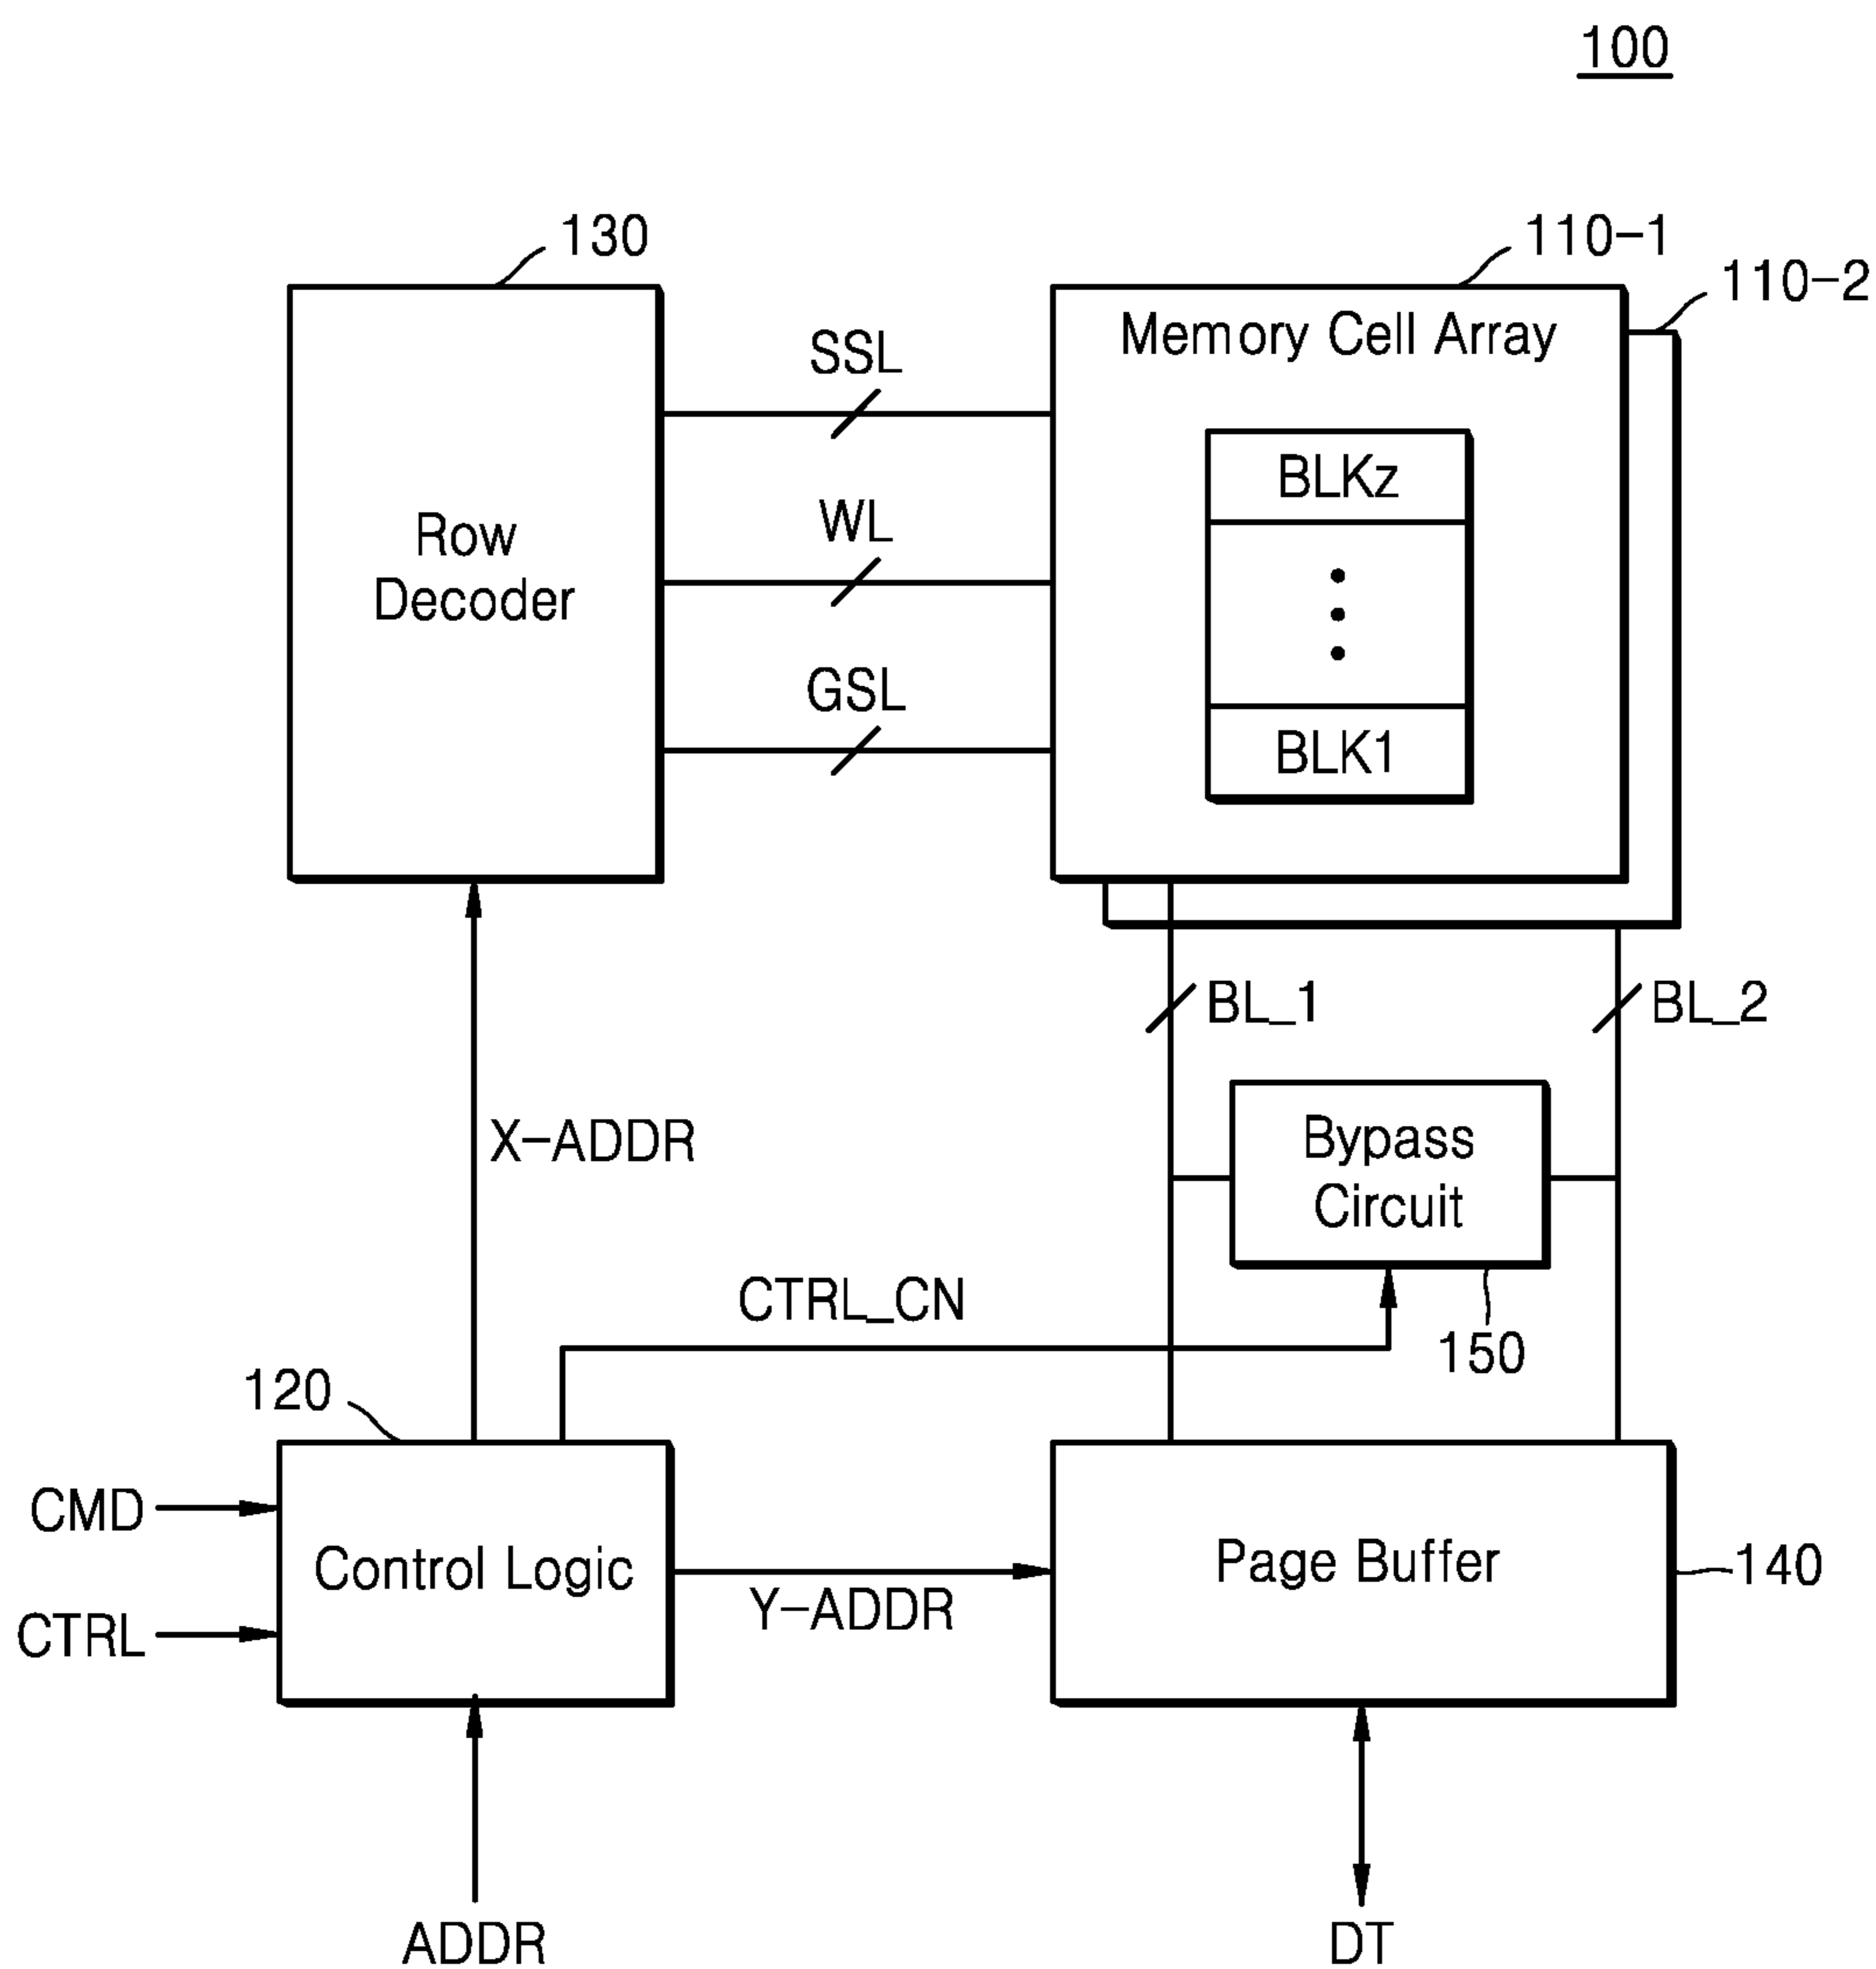 100
130
110-1
110-2
Memory Cell Array
SSL
BLKz
WL
Row
Decoder
GSL
BLK1
BL_1
BL_2
X-ADDR
Bypass
Circuit
CTRL_CN
150
120
CMD
Control Logic
Page Buffer
140
Y-ADDR
CTRL
ADDR
DT